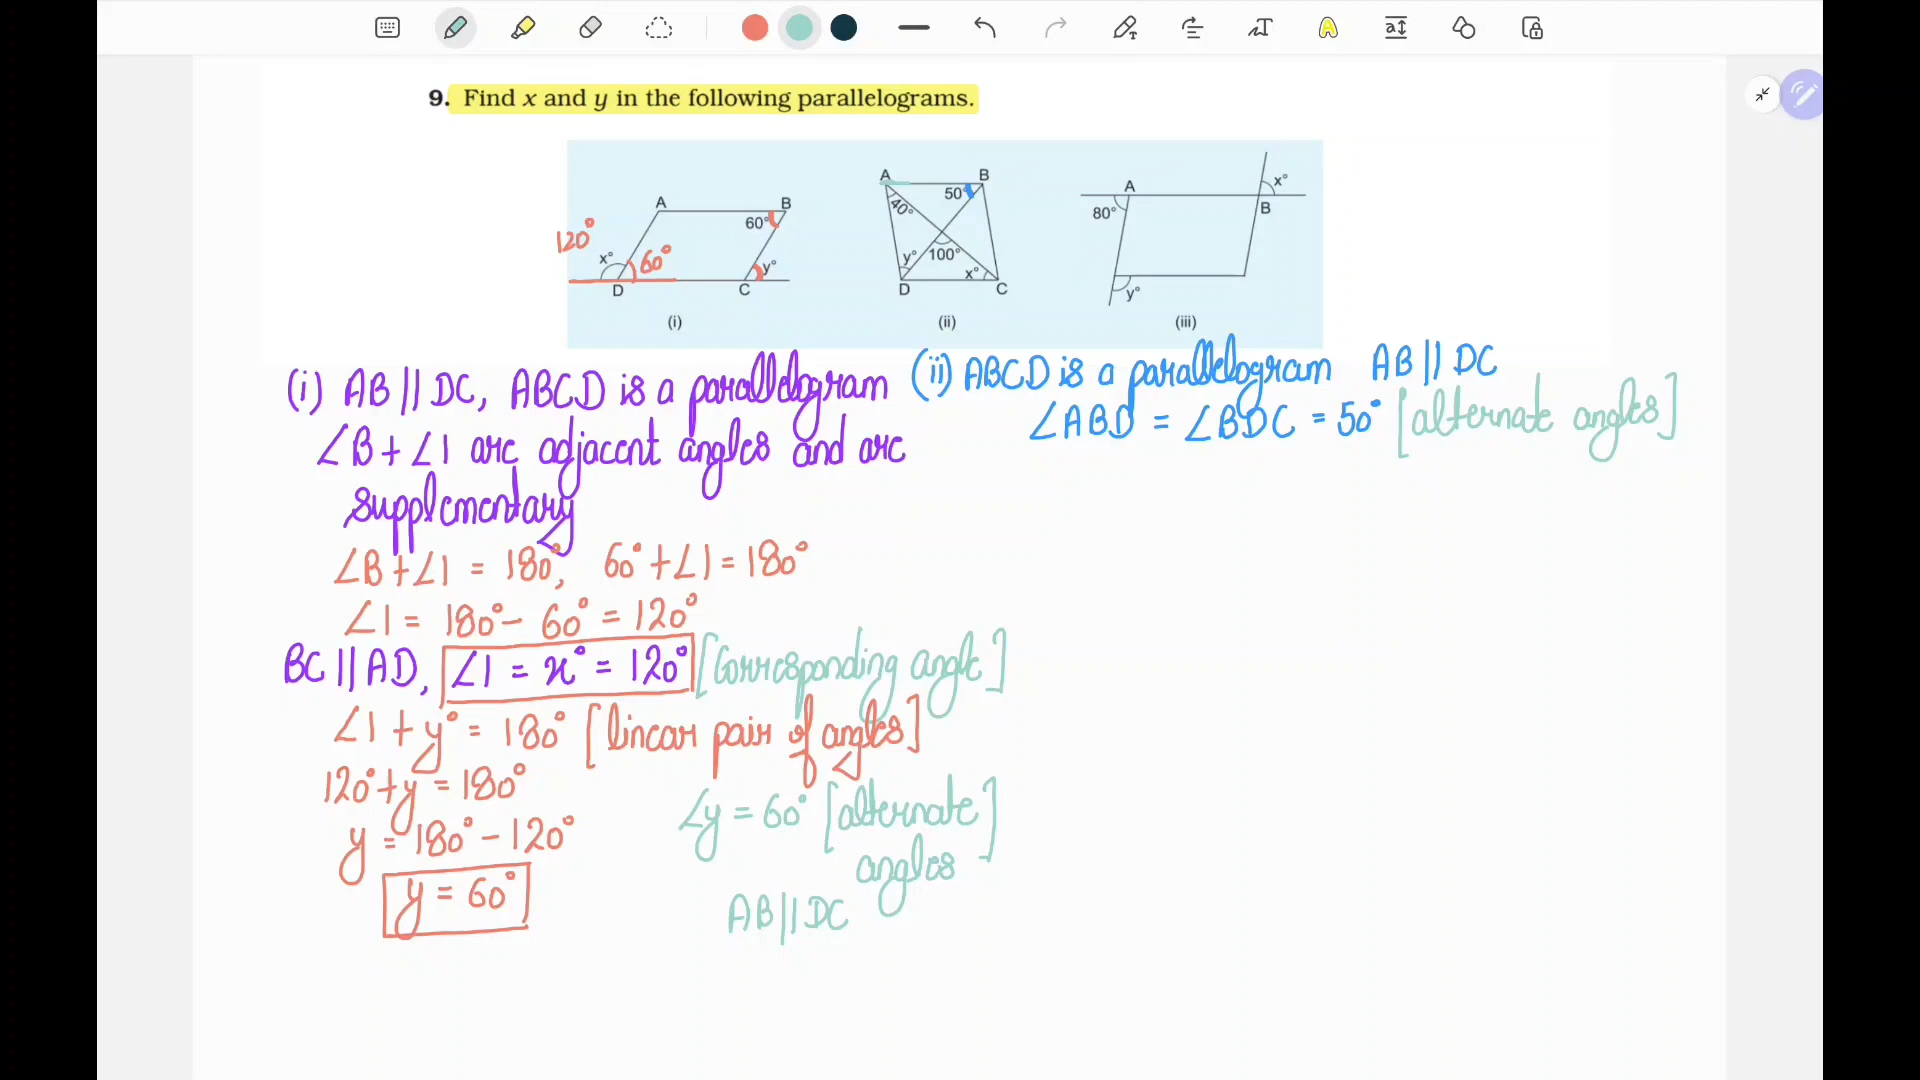 9. Find x and y in the following parallelograms.
A B
60°
120°
x° 60° y°
D C
(i)
A B
50°
40°
100°
y° x°
D C
(ii)
x°
A
B
80°
y°
(iii)
(i) AB || DC, ABCD is a parallelogram
∠B + ∠1 are adjacent angles and are
supplementary
∠B + ∠1 = 180°, 60° + ∠1 = 180°
∠1 = 180° - 60° = 120°
BC || AD, ∠1 = x° = 120° [Corresponding angle]
∠1 + y° = 180° [linear pair of angles]
120° + y = 180°
y = 180° - 120°
y = 60°
∠y = 60° [alternate
angles]
AB || DC
(ii) ABCD is a parallelogram AB || DC
∠ABD = ∠BDC = 50° [alternate angles]